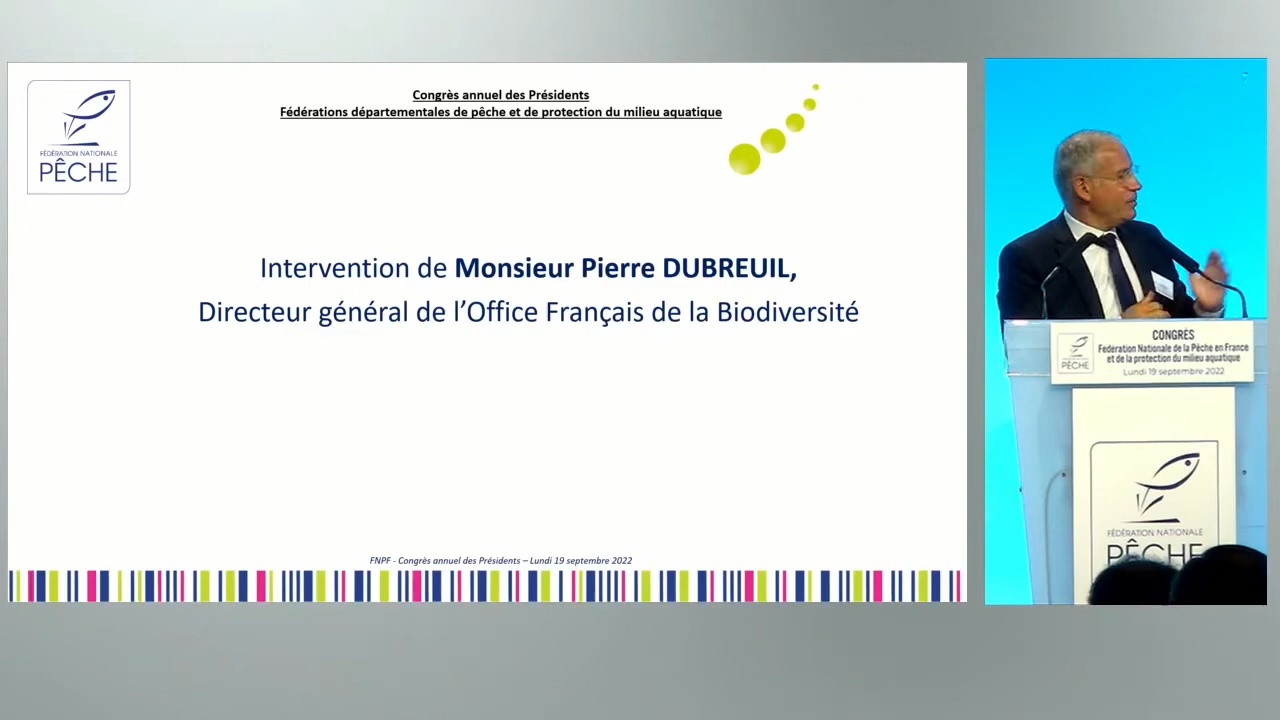 Congrès annuel des Présidents
Fédérations départementales de pêche et de protection du milieu aquatique
FÉDÉRATION NATIONALE
PÊCHE
Intervention de Monsieur Pierre DUBREUIL,
Directeur général de l'Office Français de la Biodiversité
FNPF - Congrès annuel des Présidents – Lundi 19 septembre 2022
CONGRÈS
Fédération Nationale de la Pêche en France
et de la protection du milieu aquatique
Lundi 19 septembre 2022
PÊCHE
FÉDÉRATION NATIONALE
PÊCHE